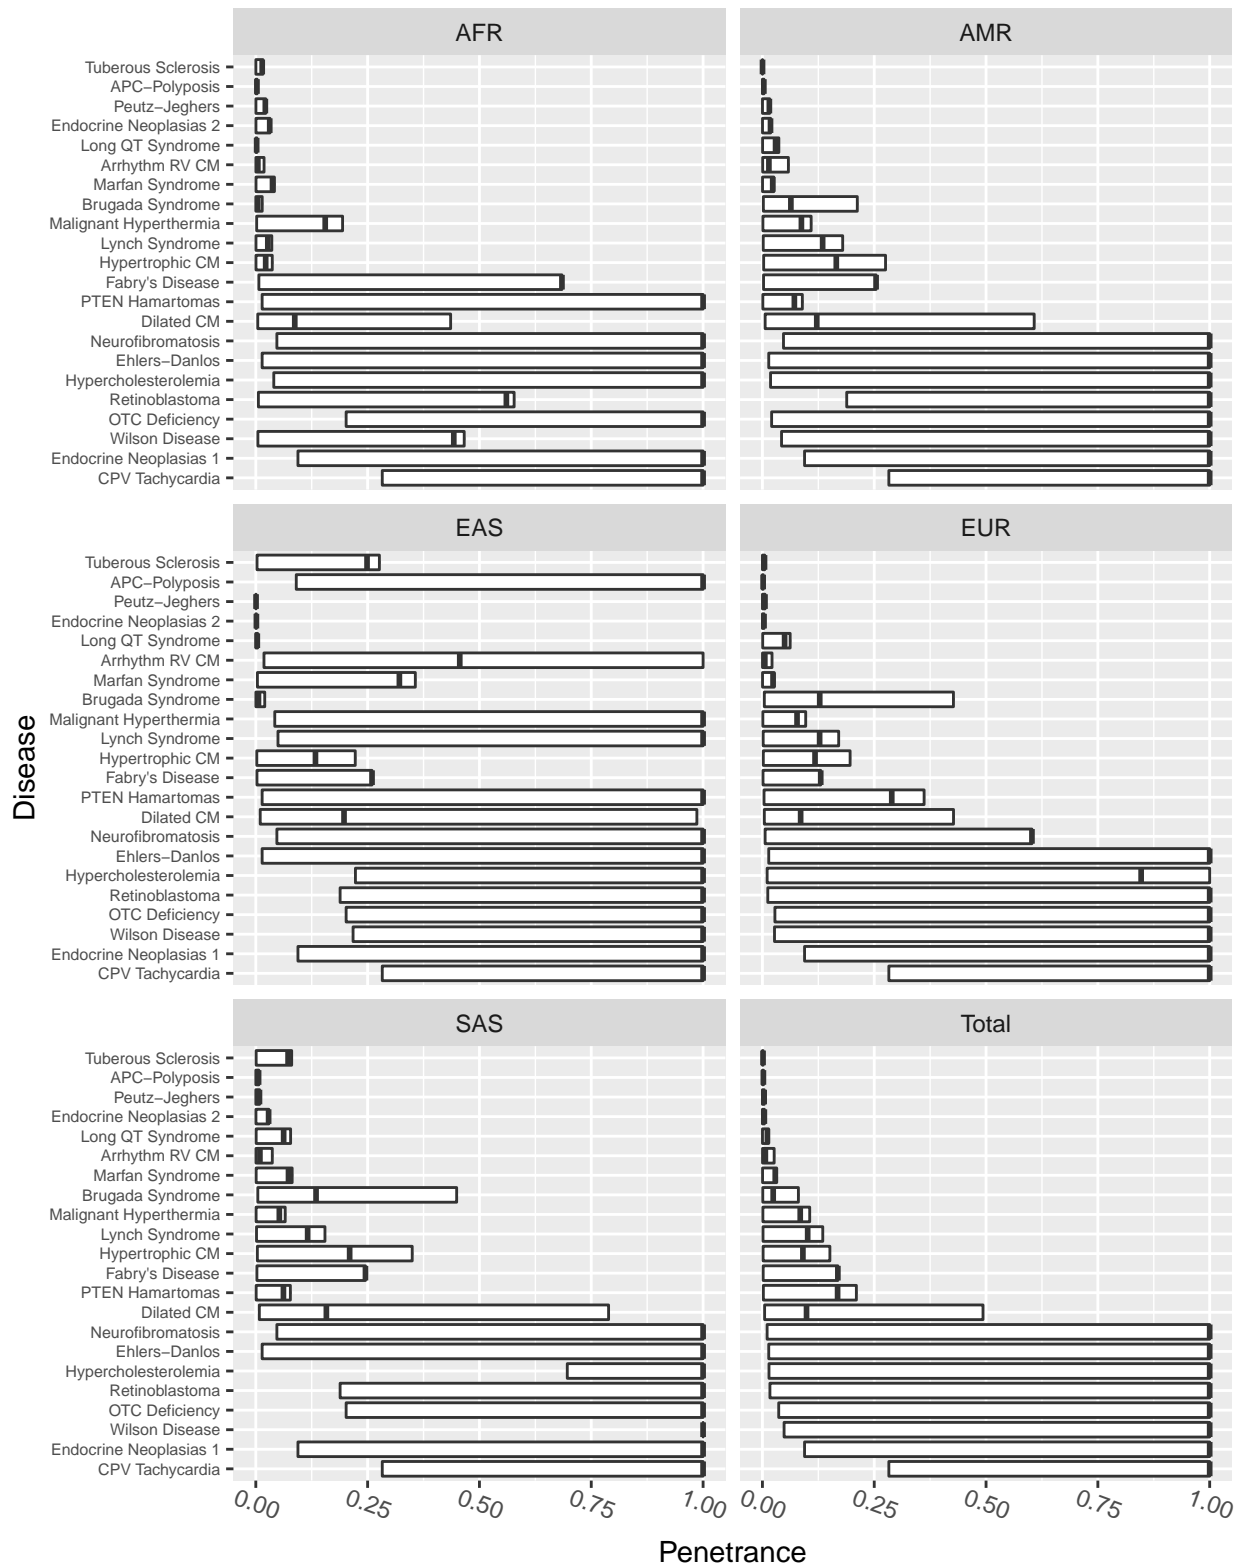 AFR
AMR
Tuberous Sclerosis
APC−Polyposis
Peutz−Jeghers
Endocrine Neoplasias 2
Long QT Syndrome
Arrhythm RV CM
Marfan Syndrome
Brugada Syndrome
Malignant Hyperthermia
Lynch Syndrome
Hypertrophic CM
Fabry's Disease
PTEN Hamartomas
Dilated CM
Neurofibromatosis
Ehlers−Danlos
Hypercholesterolemia
Retinoblastoma
OTC Deficiency
Wilson Disease
Endocrine Neoplasias 1
CPV Tachycardia
EAS
EUR
Tuberous Sclerosis
APC−Polyposis
Peutz−Jeghers
Endocrine Neoplasias 2
Long QT Syndrome
Arrhythm RV CM
Marfan Syndrome
Brugada Syndrome
Malignant Hyperthermia
Lynch Syndrome
Hypertrophic CM
Fabry's Disease
PTEN Hamartomas
Dilated CM
Neurofibromatosis
Ehlers−Danlos
Hypercholesterolemia
Retinoblastoma
OTC Deficiency
Wilson Disease
Endocrine Neoplasias 1
CPV Tachycardia
Disease
SAS
Total
Tuberous Sclerosis
APC−Polyposis
Peutz−Jeghers
Endocrine Neoplasias 2
Long QT Syndrome
Arrhythm RV CM
Marfan Syndrome
Brugada Syndrome
Malignant Hyperthermia
Lynch Syndrome
Hypertrophic CM
Fabry's Disease
PTEN Hamartomas
Dilated CM
Neurofibromatosis
Ehlers−Danlos
Hypercholesterolemia
Retinoblastoma
OTC Deficiency
Wilson Disease
Endocrine Neoplasias 1
CPV Tachycardia
0.00 0.25 0.50 0.75 1.00
0.00 0.25 0.50 0.75 1.00
Penetrance